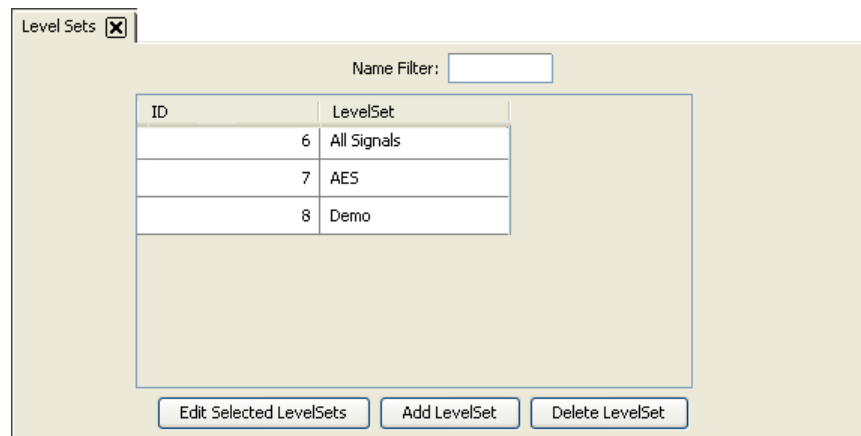 Level Sets
Name Filter:
ID LevelSet
6 All Signals
7 AES
8 Demo
Edit Selected LevelSets Add LevelSet Delete LevelSet